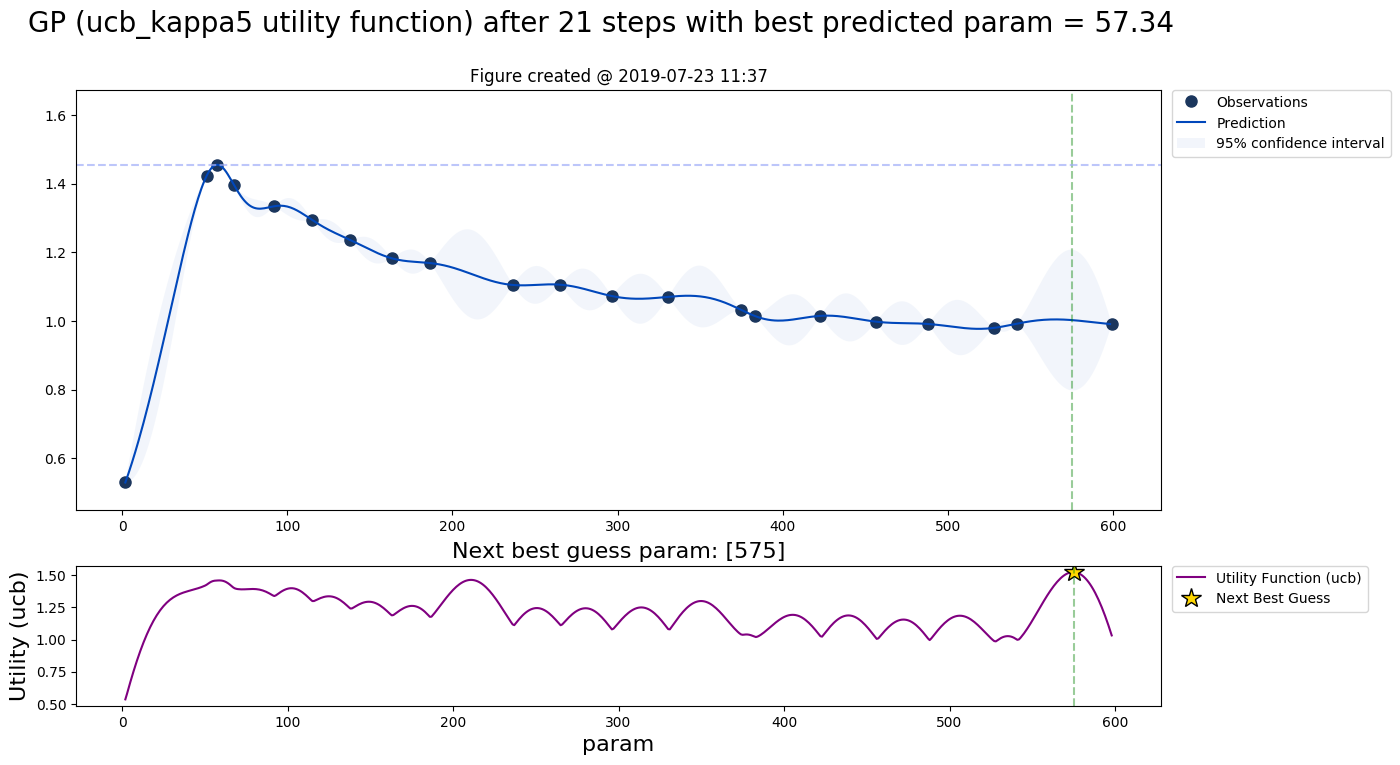 GP (ucb_kappa5 utility function) after 21 steps with best predicted param = 57.34
Figure created @ 2019-07-23 11:37
1.6
1.4
1.2
1.0
0.8
0.6
0 100 200 300 400 500 600
Observations
Prediction
95% confidence interval
Next best guess param: [575]
Utility (ucb)
1.50
1.25
1.00
0.75
0.50
0 100 200 300 400 500 600
param
Utility Function (ucb)
Next Best Guess